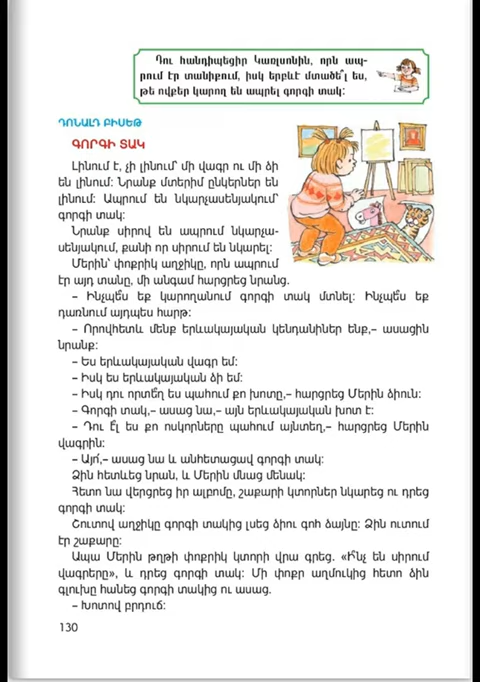 Դու հանդիպեցիր Կառլսոնին, որն ապ-
րում էր տանիքում, իսկ երբևէ մտածե՞լ ես,
թե ովքեր կարող են ապրել գորգի տակ:
ԴՈՆԱԼԴ ԲԻՍԵԹ
ԳՈՐԳԻ ՏԱԿ
Լինում է, չի լինում՝ մի վագր ու մի ձի
են լինում: Նրանք մտերիմ ընկերներ են
լինում: Ապրում են նկարչասենյակում՝
գորգի տակ:
Նրանք սիրով են ապրում նկարչա-
սենյակում, քանի որ սիրում են նկարել:
Մերին՝ փոքրիկ աղջիկը, որն ապրում
էր այդ տանը, մի անգամ հարցրեց նրանց.
– Ինչպե՞ս եք կարողանում գորգի տակ մտնել: Ինչպե՞ս եք
դառնում այդպես հարթ:
– Որովհետև մենք երևակայական կենդանիներ ենք,– ասացին
նրանք:
– Ես երևակայական վագր եմ:
– Իսկ ես երևակայական ձի եմ:
– Իսկ դու որտե՞ղ ես պահում քո խոտը,– հարցրեց Մերին ձիուն:
– Գորգի տակ,– ասաց նա,– այն երևակայական խոտ է:
– Դու է՞լ ես քո ոսկորները պահում այնտեղ,– հարցրեց Մերին
վագրին:
– Այո՛,– ասաց նա և անհետացավ գորգի տակ:
Ձին հետևեց նրան, և Մերին մնաց մենակ:
Հետո նա վերցրեց իր ալբոմը, շաքարի կտորներ նկարեց ու դրեց
գորգի տակ:
Շուտով աղջիկը գորգի տակից լսեց ձիու գոհ ձայնը: Ձին ուտում
էր շաքարը:
Ապա Մերին թղթի փոքրիկ կտորի վրա գրեց. «Ի՞նչ են սիրում
վագրերը», և դրեց գորգի տակ: Մի փոքր աղմուկից հետո ձին
գլուխը հանեց գորգի տակից ու ասաց.
– Խոտով բրդուճ:
130